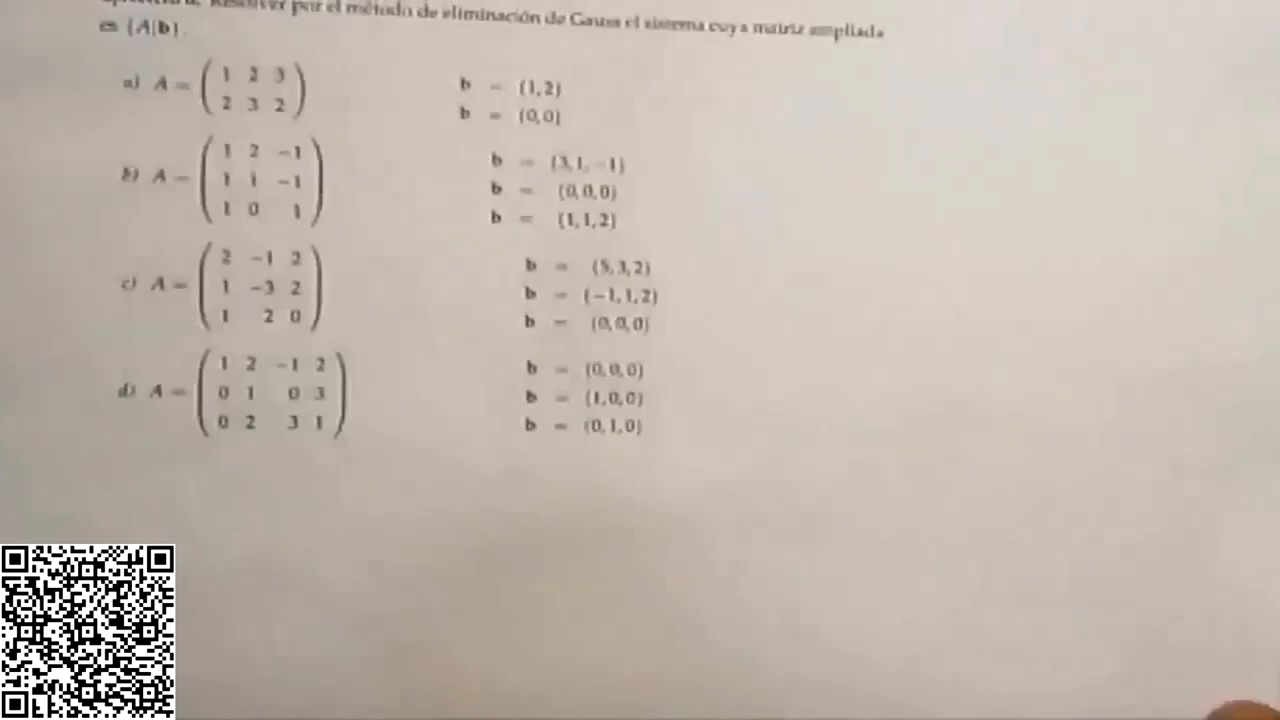 Resolver por el método de eliminación de Gauss el sistema cuya matriz ampliada
es (A|b).
a) A = ( 1 2 3 b = (1,2)
2 3 2 ) b = (0,0)
b) A = ( 1 2 -1 b = (3,1,-1)
1 1 -1 b = (0,0,0)
1 0 1 ) b = (1,1,2)
c) A = ( 2 -1 2 b = (5,3,2)
1 -3 2 b = (-1,1,2)
1 2 0 ) b = (0,0,0)
d) A = ( 1 2 -1 2 b = (0,0,0)
0 1 0 3 b = (1,0,0)
0 2 3 1 ) b = (0,1,0)